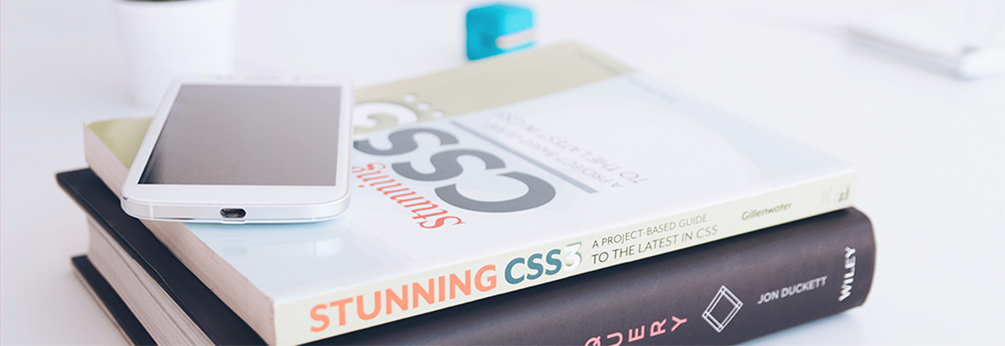 Stunning
CSS3
A PROJECT-BASED GUIDE
TO THE LATEST IN CSS
STUNNING CSS3 A PROJECT-BASED GUIDE
TO THE LATEST IN CSS
Gillenwater
QUERY
JON DUCKETT
WILEY